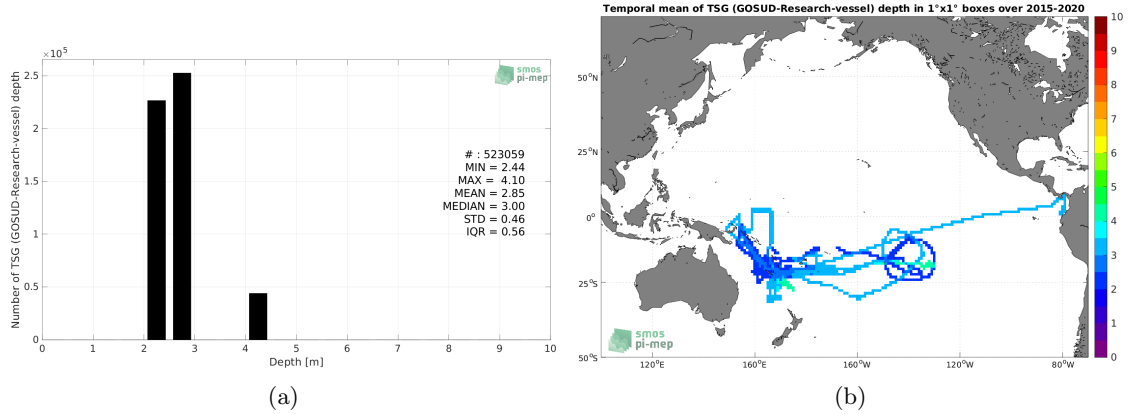 Number of TSG (GOSUD-Research-vessel) depth
×10⁵
2.5
2
1.5
1
0.5
0
0 1 2 3 4 5 6 7 8 9 10
Depth [m]
smos
pi-mep
# : 523059
MIN = 2.44
MAX = 4.10
MEAN = 2.85
MEDIAN = 3.00
STD = 0.46
IQR = 0.56
(a)
Temporal mean of TSG (GOSUD-Research-vessel) depth in 1°x1° boxes over 2015-2020
50°N
25°N
0°
25°S
50°S
120°E 160°E 160°W 120°W 80°W
smos
pi-mep
10
9
8
7
6
5
4
3
2
1
0
(b)